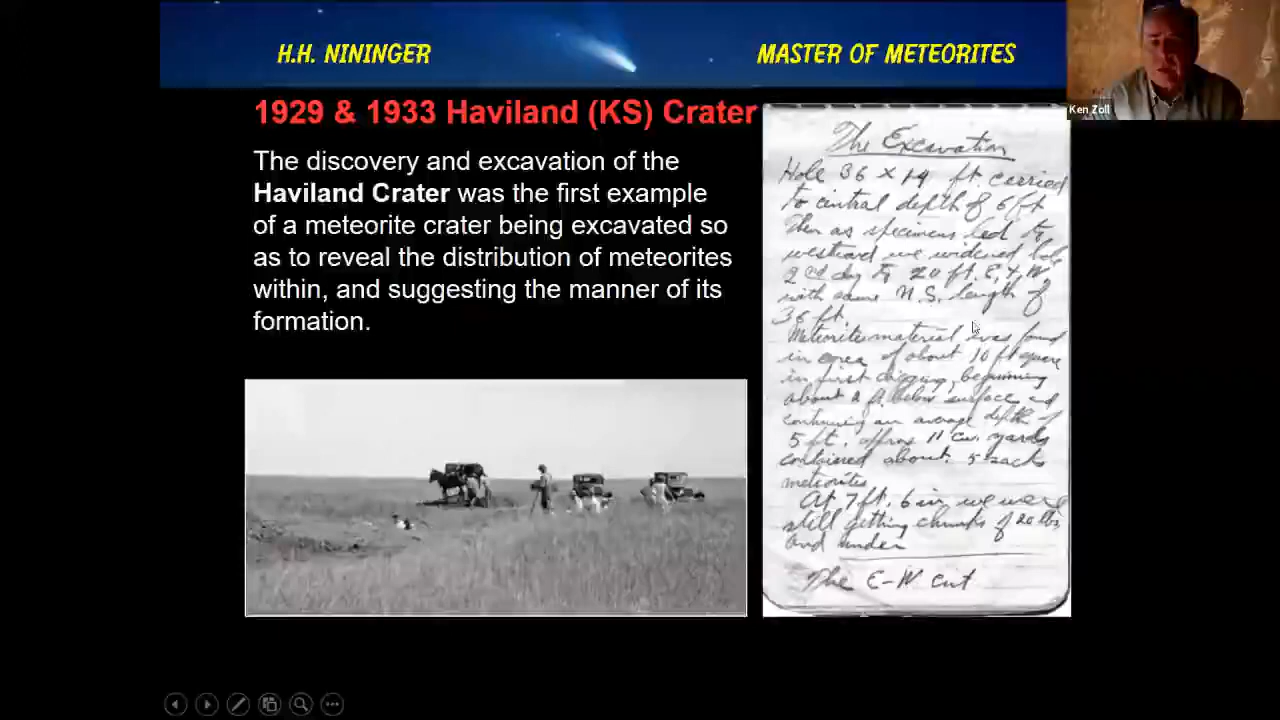 H.H. NININGER
MASTER OF METEORITES
Ken Zoll
1929 & 1933 Haviland (KS) Crater
The discovery and excavation of the
Haviland Crater was the first example
of a meteorite crater being excavated so
as to reveal the distribution of meteorites
within, and suggesting the manner of its
formation.
The Excavation
Hole 36 x 14 ft. carried
to central depth of 6 ft
Then as specimens led to
westward we widened hole
2nd day to 20 ft. E. & W
with same N.S. length of
36 ft.
Meteorite material was found
in area of about 10 ft square
in first digging, beginning
about 2 ft. below surface and
continuing an average depth of
5 ft. approx 11 cu. yards
contained about 5 sacks
meteorites
At 7 ft. 6 in we were
still getting chunks of 20 lbs
and under
The E-W cut